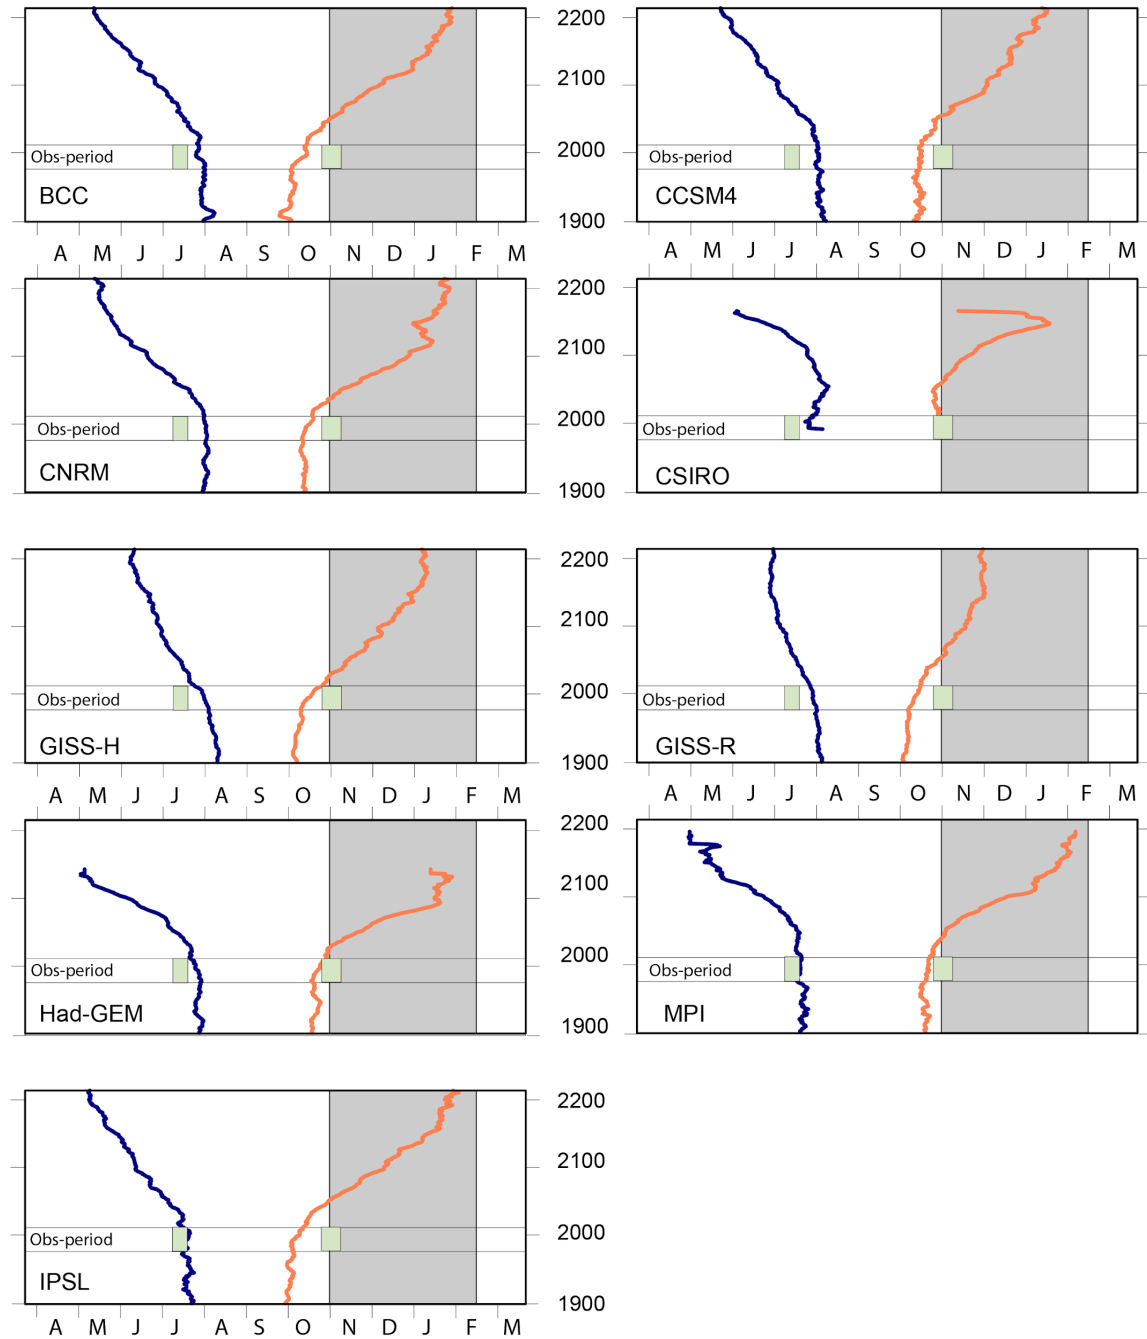 2200
2100
Obs-period 2000 Obs-period
BCC CCSM4
1900
A M J J A S O N D J F M A M J J A S O N D J F M
2200
2100
Obs-period 2000 Obs-period
CNRM CSIRO
1900
2200
2100
Obs-period 2000 Obs-period
GISS-H GISS-R
1900
A M J J A S O N D J F M A M J J A S O N D J F M
2200
2100
Obs-period 2000 Obs-period
Had-GEM MPI
1900
2200
2100
Obs-period 2000
IPSL
1900
A M J J A S O N D J F M